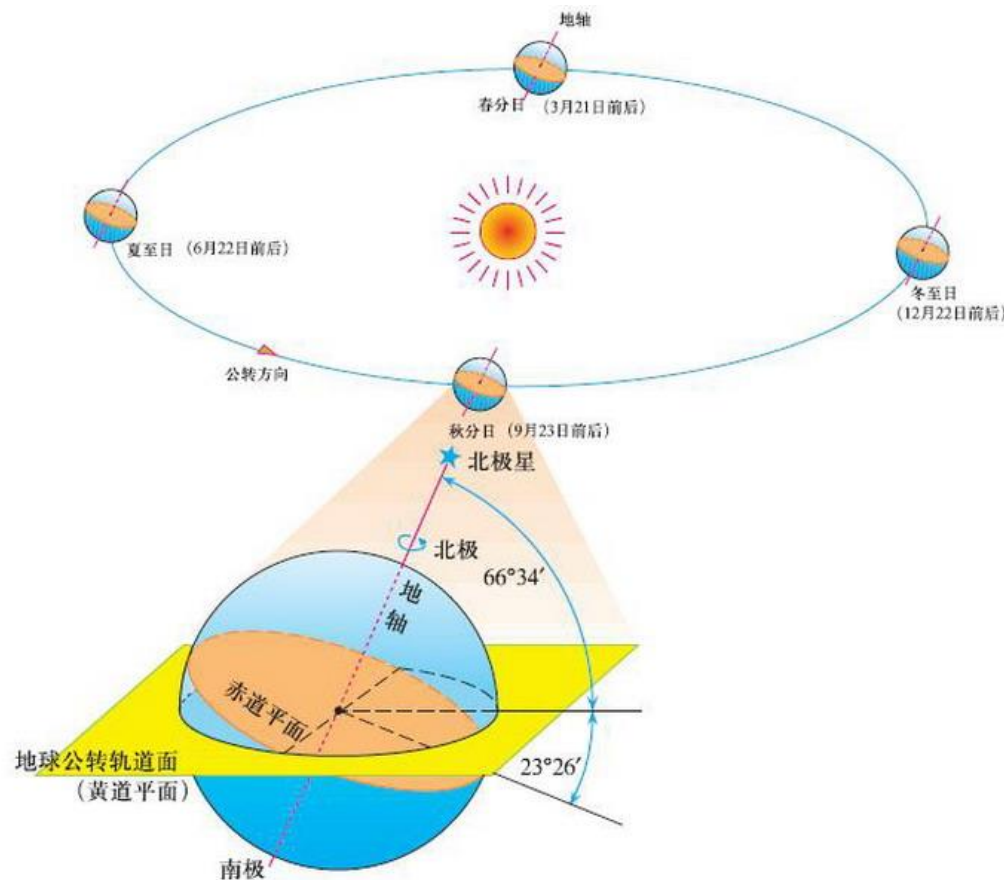 地轴
春分日 (3月21日前后)
夏至日 (6月22日前后)
冬至日
(12月22日前后)
公转方向
秋分日 (9月23日前后)
北极星
北极
66°34′
地轴
赤道平面
地球公转轨道面
(黄道平面)
23°26′
南极